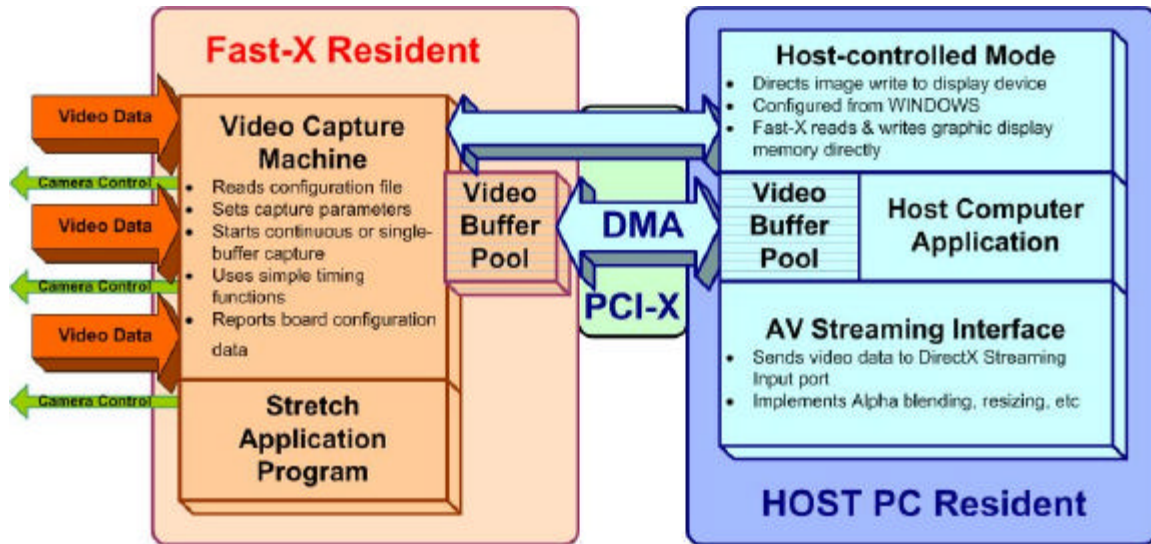 Fast-X Resident
Video Data
Camera Control
Video Data
Camera Control
Video Data
Camera Control
Video Capture
Machine
• Reads configuration file
• Sets capture parameters
• Starts continuous or single-
buffer capture
• Uses simple timing
functions
• Reports board configuration
data
Stretch
Application
Program
Video
Buffer
Pool
DMA
PCI-X
Host-controlled Mode
• Directs image write to display device
• Configured from WINDOWS
• Fast-X reads & writes graphic display
memory directly
Video
Buffer
Pool
Host Computer
Application
AV Streaming Interface
• Sends video data to DirectX Streaming
Input port
• Implements Alpha blending, resizing, etc
HOST PC Resident